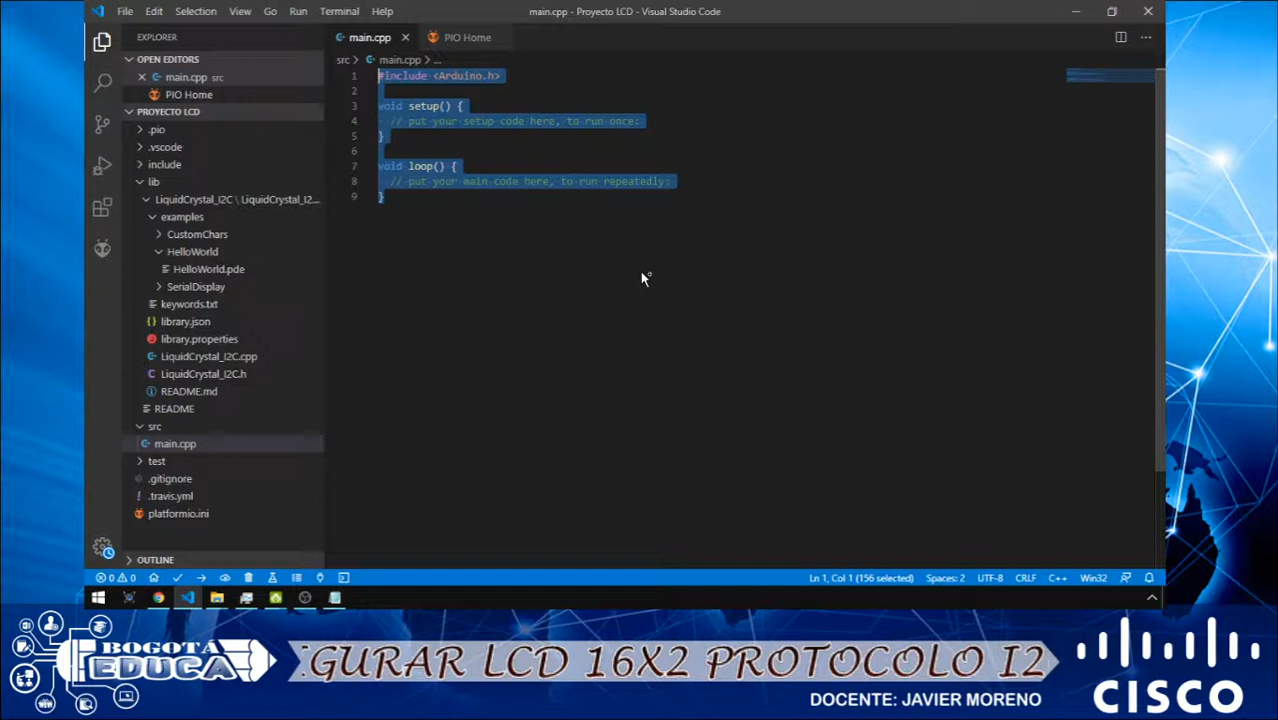 File Edit Selection View Go Run Terminal Help
main.cpp - Proyecto LCD - Visual Studio Code
EXPLORER
OPEN EDITORS
main.cpp src
PIO Home
PROYECTO LCD
.pio
.vscode
include
lib
LiquidCrystal_I2C \ LiquidCrystal_I2...
examples
CustomChars
HelloWorld
HelloWorld.pde
SerialDisplay
keywords.txt
library.json
library.properties
LiquidCrystal_I2C.cpp
LiquidCrystal_I2C.h
README.md
README
src
main.cpp
test
.gitignore
.travis.yml
platformio.ini
OUTLINE
main.cpp
PIO Home
src > main.cpp > ...
1 #include <Arduino.h>
2
3 void setup() {
4 // put your setup code here, to run once:
5 }
6
7 void loop() {
8 // put your main code here, to run repeatedly:
9 }
0 0 Ln 1, Col 1 (156 selected) Spaces: 2 UTF-8 CRLF C++ Win32
BOGOTÁ
EDUCA
GURAR LCD 16X2 PROTOCOLO I2
DOCENTE: JAVIER MORENO
CISCO